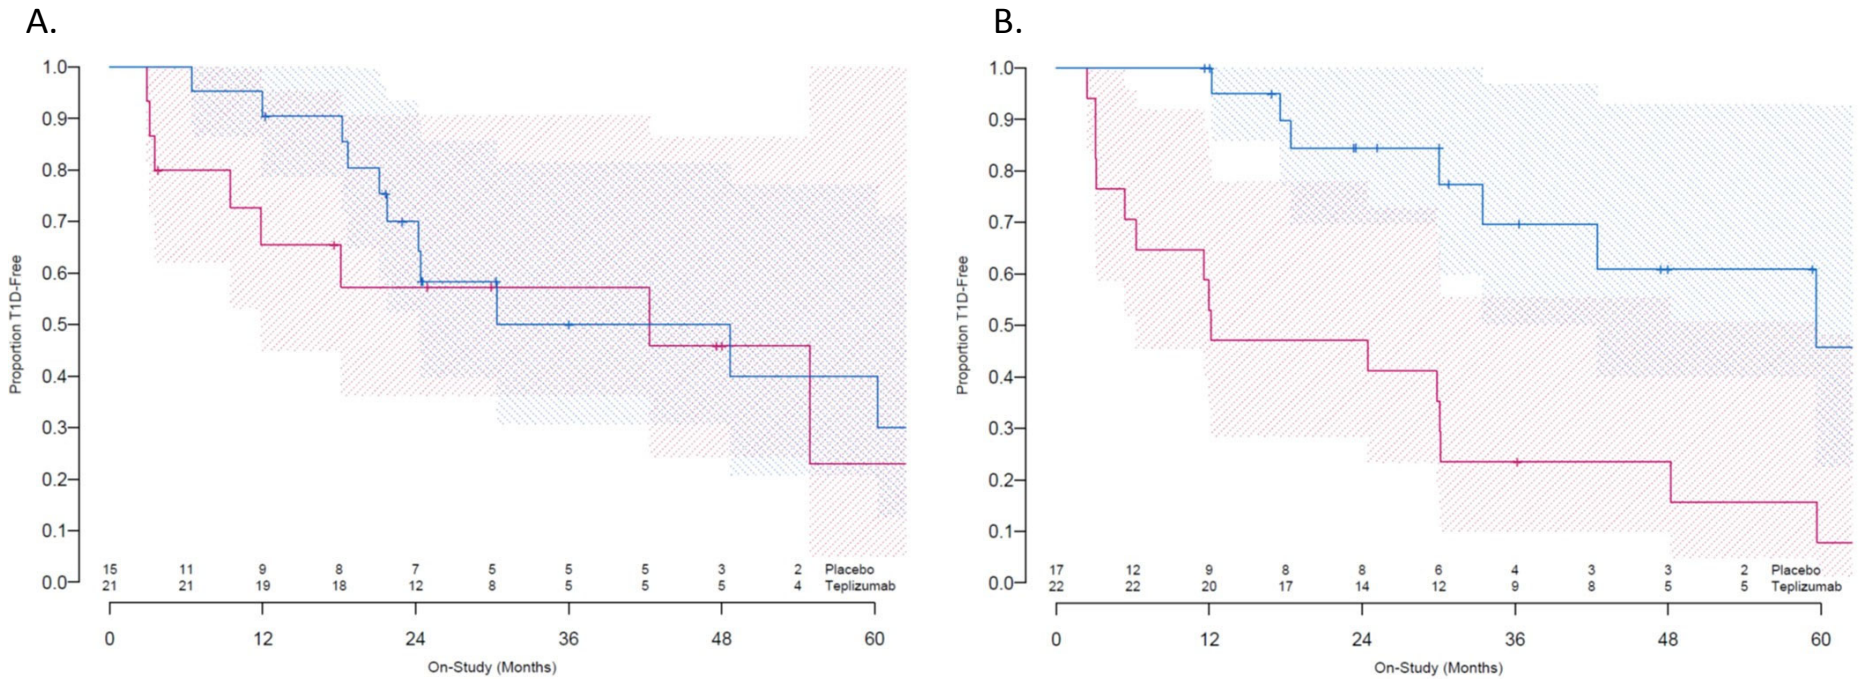 A.
1.0
0.9
0.8
0.7
0.6
0.5
0.4
0.3
0.2
0.1
0.0
Proportion T1D-Free
15 11 9 8 7 5 5 5 3 2 Placebo
21 21 19 18 12 8 5 5 5 4 Teplizumab
0 12 24 36 48 60
On-Study (Months)
B.
1.0
0.9
0.8
0.7
0.6
0.5
0.4
0.3
0.2
0.1
0.0
Proportion T1D-Free
17 12 9 8 8 6 4 3 3 2 Placebo
22 22 20 17 14 12 9 8 5 5 Teplizumab
0 12 24 36 48 60
On-Study (Months)